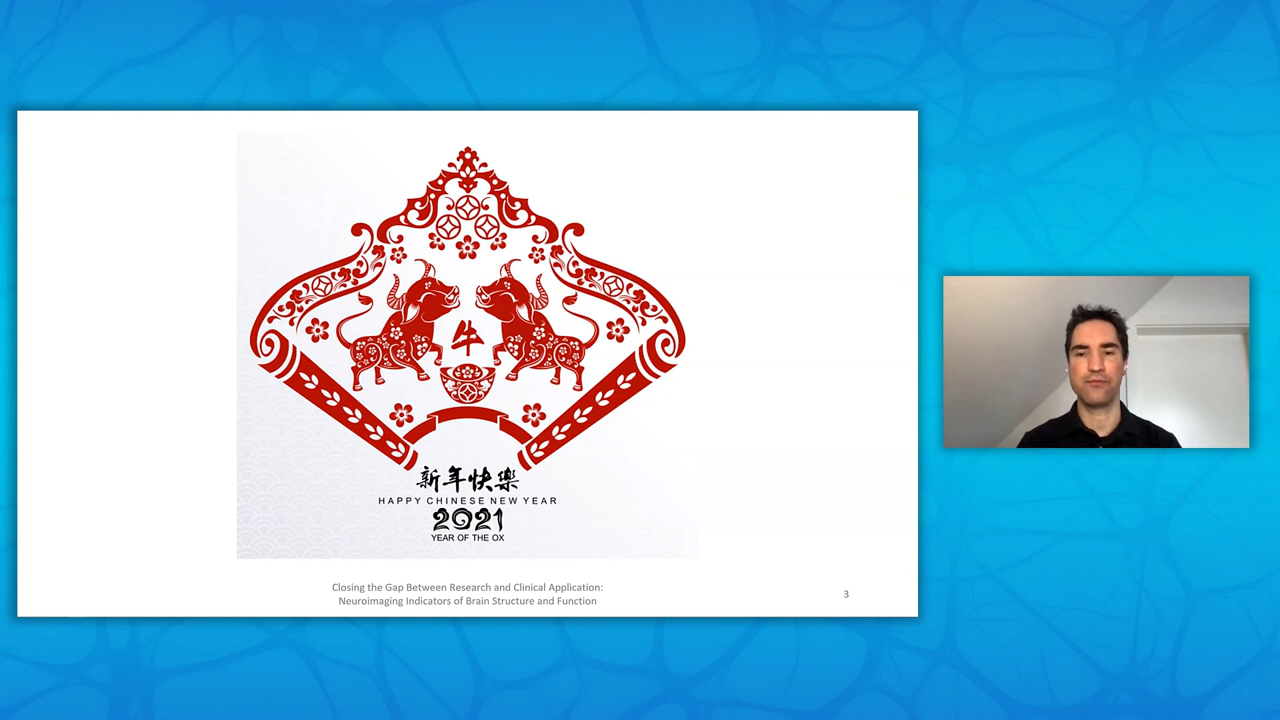 牛
新年快樂
HAPPY CHINESE NEW YEAR
2021
YEAR OF THE OX
Closing the Gap Between Research and Clinical Application:
Neuroimaging Indicators of Brain Structure and Function
3